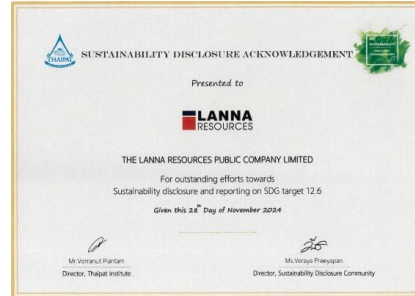 THAIPAT
SUSTAINABILITY DISCLOSURE ACKNOWLEDGEMENT
Presented to
LANNA
RESOURCES
THE LANNA RESOURCES PUBLIC COMPANY LIMITED
For outstanding efforts towards
Sustainability disclosure and reporting on SDG target 12.6
Given this 28th Day of November 2024
Mr.Vorranut Piantam
Director, Thaipat Institute
Ms.Veraya Preeyapan
Director, Sustainability Disclosure Community